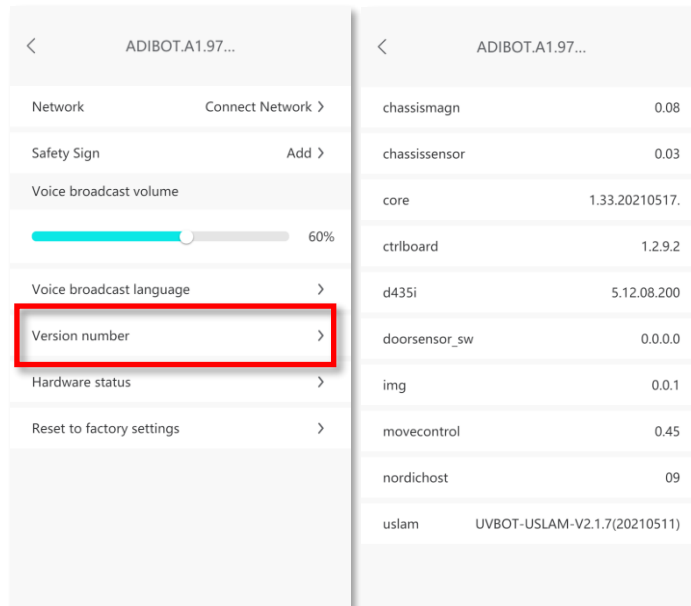 ADIBOT.A1.97...
Network Connect Network
Safety Sign Add
Voice broadcast volume
60%
Voice broadcast language
Version number
Hardware status
Reset to factory settings
ADIBOT.A1.97...
chassismagn 0.08
chassissensor 0.03
core 1.33.20210517.
ctrlboard 1.2.9.2
d435i 5.12.08.200
doorsensor_sw 0.0.0.0
img 0.0.1
movecontrol 0.45
nordichost 09
uslam UVBOT-USLAM-V2.1.7(20210511)